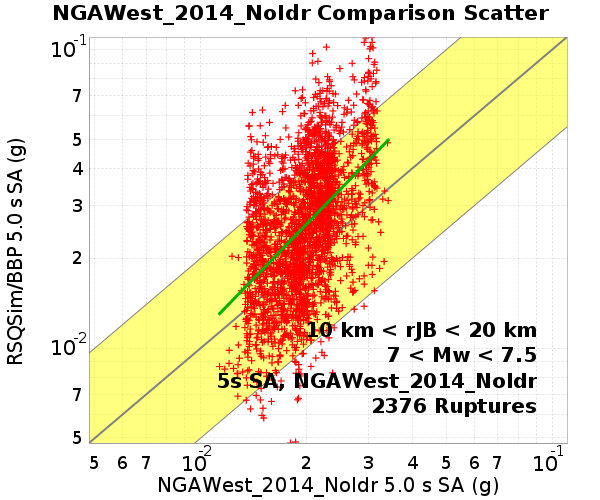 NGAWest_2014_NoIdr Comparison Scatter
10-1
7
5
4
3
2
10-2
7
5
RSQSim/BBP 5.0 s SA (g)
10 km < rJB < 20 km
7 < Mw < 7.5
5s SA, NGAWest_2014_NoIdr
2376 Ruptures
5 6 7 10-2 2 3 4 5 6 7 10-1
NGAWest_2014_NoIdr 5.0 s SA (g)